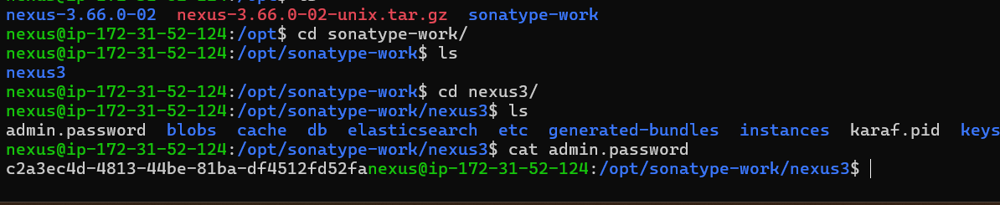 nexus-3.66.0-02  nexus-3.66.0-02-unix.tar.gz  sonatype-work
nexus@ip-172-31-52-124:/opt$ cd sonatype-work/
nexus@ip-172-31-52-124:/opt/sonatype-work$ ls
nexus3
nexus@ip-172-31-52-124:/opt/sonatype-work$ cd nexus3/
nexus@ip-172-31-52-124:/opt/sonatype-work/nexus3$ ls
admin.password  blobs  cache  db  elasticsearch  etc  generated-bundles  instances  karaf.pid  keys
nexus@ip-172-31-52-124:/opt/sonatype-work/nexus3$ cat admin.password
c2a3ec4d-4813-44be-81ba-df4512fd52fanexus@ip-172-31-52-124:/opt/sonatype-work/nexus3$